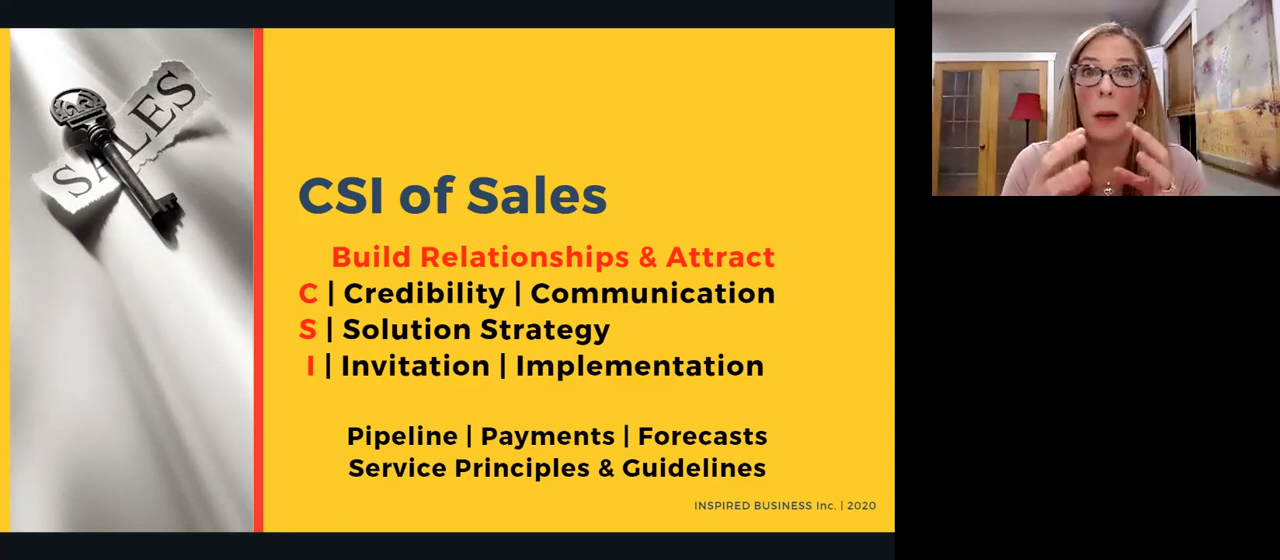 SALES
CSI of Sales
Build Relationships & Attract
C | Credibility | Communication
S | Solution Strategy
I | Invitation | Implementation
Pipeline | Payments | Forecasts
Service Principles & Guidelines
INSPIRED BUSINESS Inc. | 2020